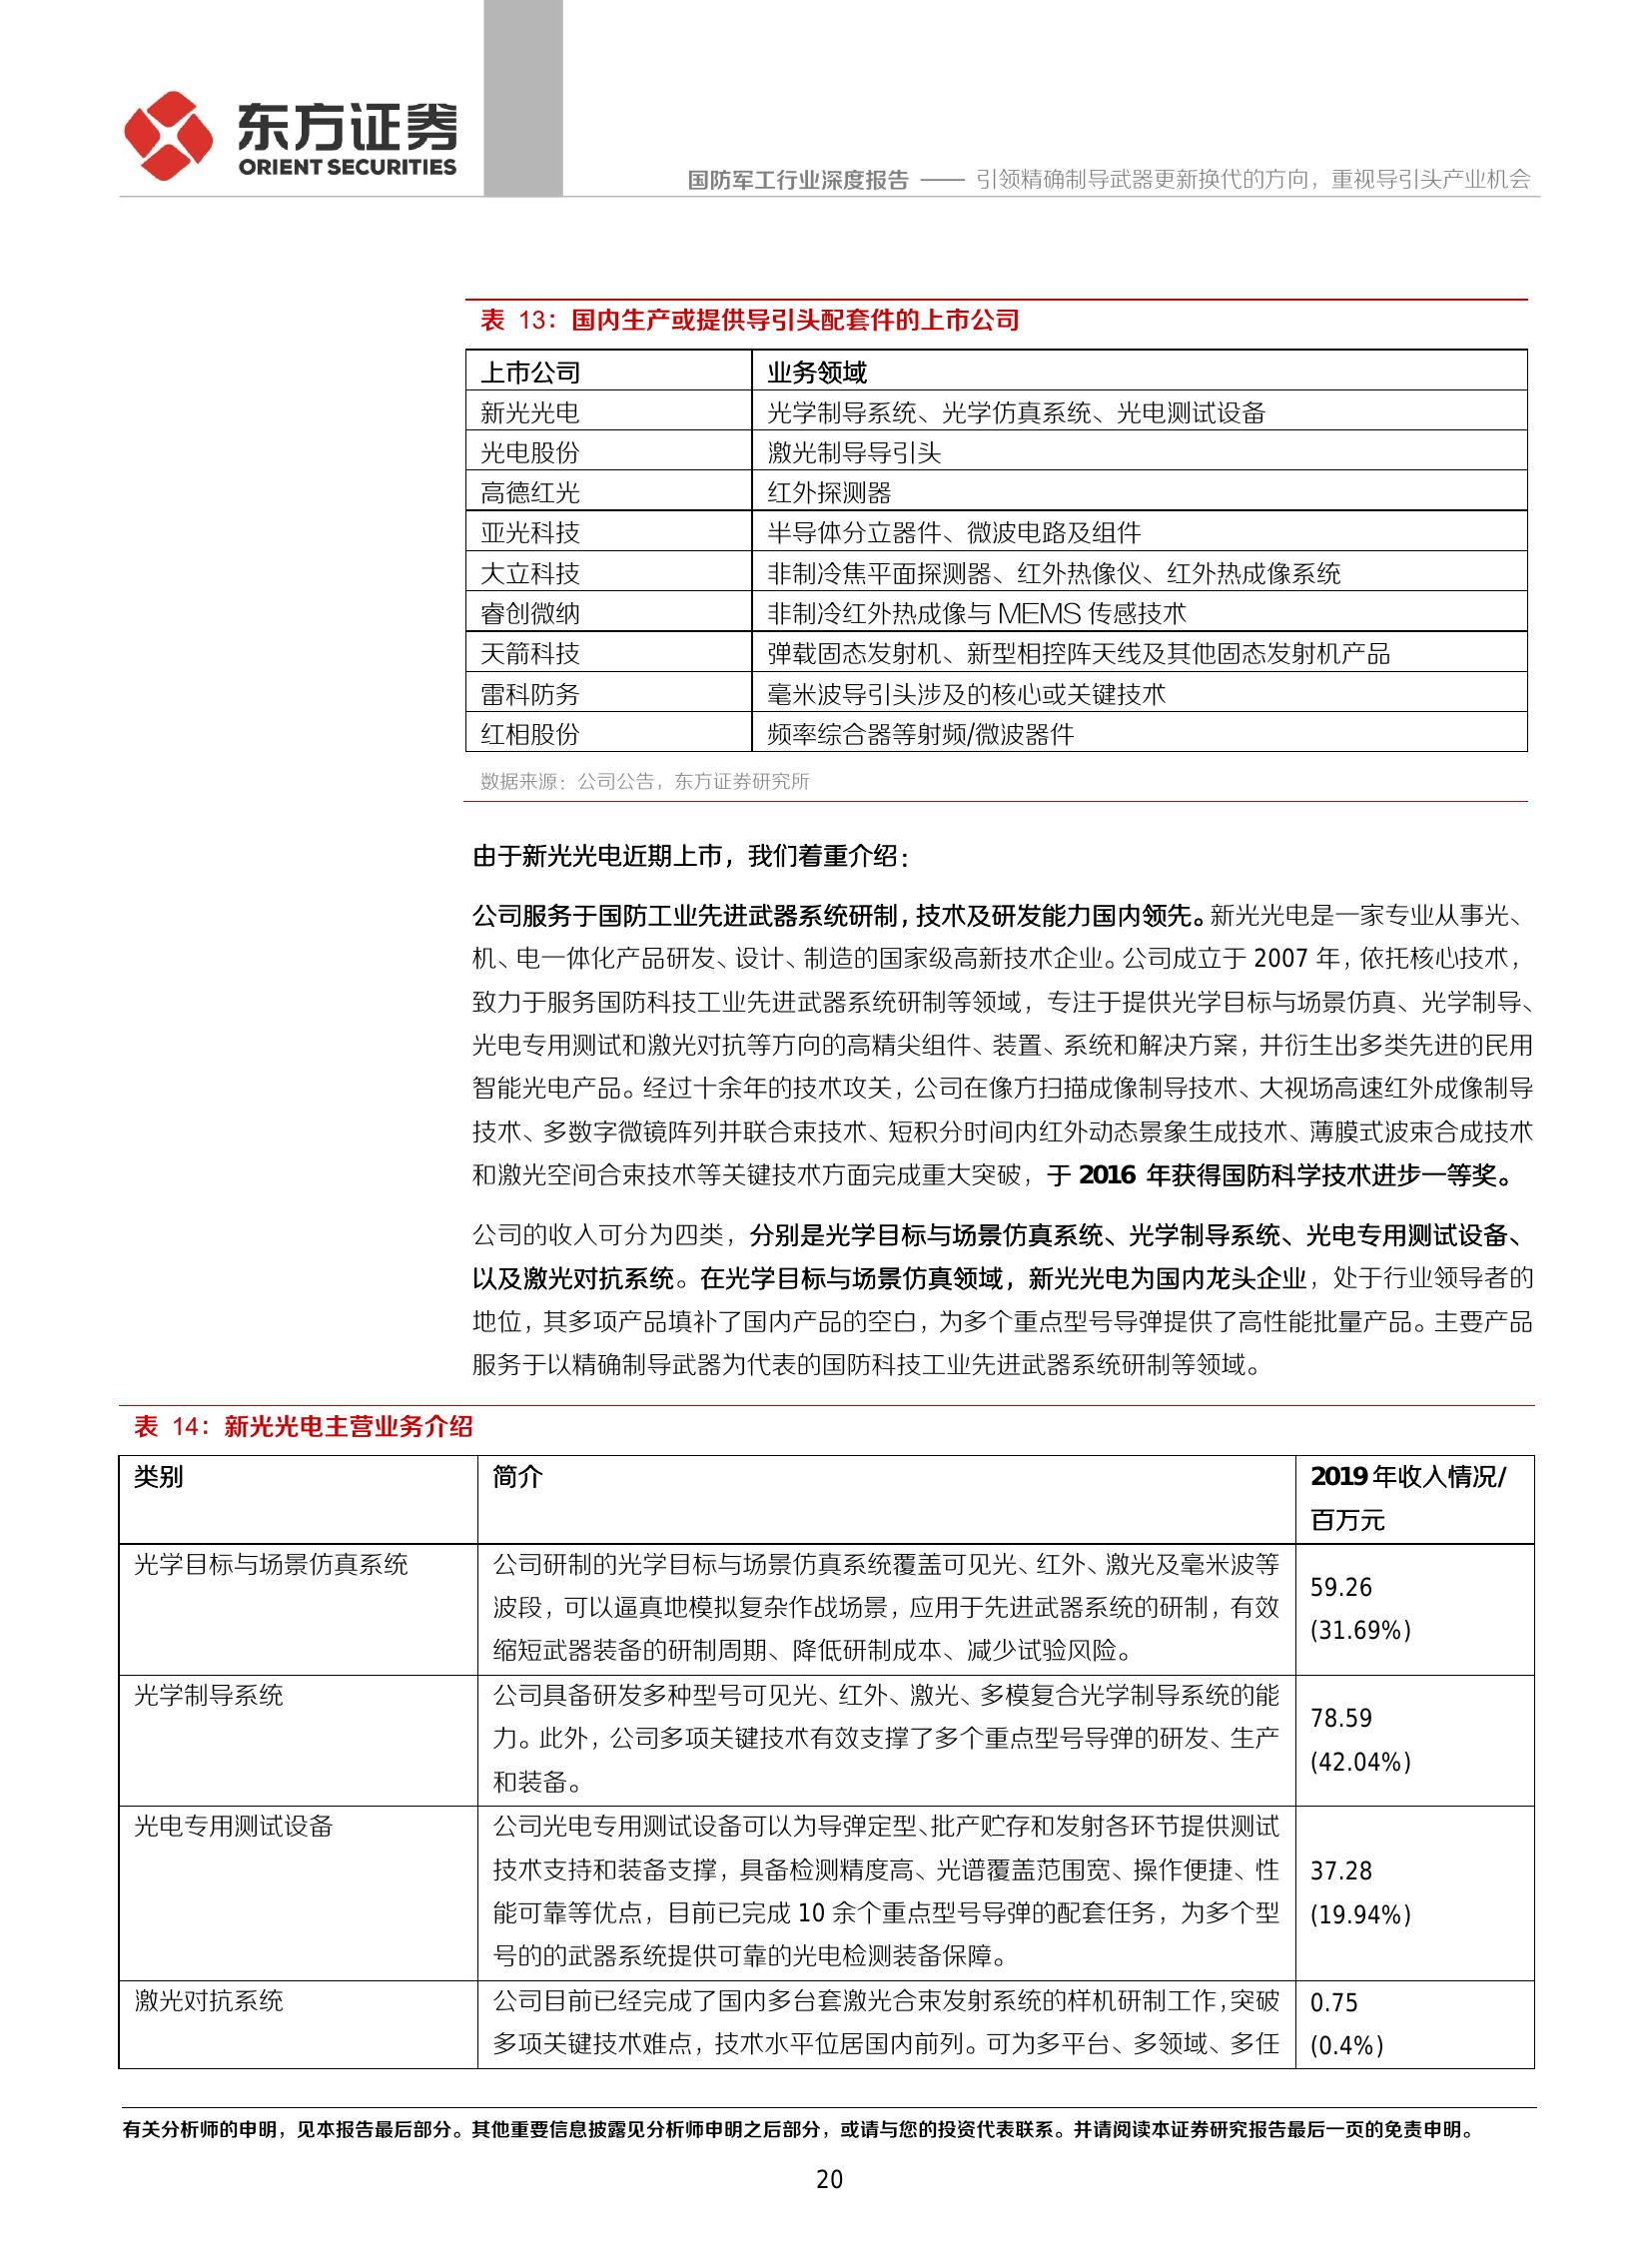 东方证券
ORIENT SECURITIES
国防军工行业深度报告 —— 引领精确制导武器更新换代的方向，重视导引头产业机会
表 13：国内生产或提供导引头配套件的上市公司
上市公司 业务领域
新光光电 光学制导系统、光学仿真系统、光电测试设备
光电股份 激光制导导引头
高德红光 红外探测器
亚光科技 半导体分立器件、微波电路及组件
大立科技 非制冷焦平面探测器、红外热像仪、红外热成像系统
睿创微纳 非制冷红外热成像与 MEMS 传感技术
天箭科技 弹载固态发射机、新型相控阵天线及其他固态发射机产品
雷科防务 毫米波导引头涉及的核心或关键技术
红相股份 频率综合器等射频/微波器件
数据来源：公司公告，东方证券研究所
由于新光光电近期上市，我们着重介绍：
公司服务于国防工业先进武器系统研制，技术及研发能力国内领先。新光光电是一家专业从事光、
机、电一体化产品研发、设计、制造的国家级高新技术企业。公司成立于 2007 年，依托核心技术，
致力于服务国防科技工业先进武器系统研制等领域，专注于提供光学目标与场景仿真、光学制导、
光电专用测试和激光对抗等方向的高精尖组件、装置、系统和解决方案，并衍生出多类先进的民用
智能光电产品。经过十余年的技术攻关，公司在像方扫描成像制导技术、大视场高速红外成像制导
技术、多数字微镜阵列并联合束技术、短积分时间内红外动态景象生成技术、薄膜式波束合成技术
和激光空间合束技术等关键技术方面完成重大突破，于 2016 年获得国防科学技术进步一等奖。
公司的收入可分为四类，分别是光学目标与场景仿真系统、光学制导系统、光电专用测试设备、
以及激光对抗系统。在光学目标与场景仿真领域，新光光电为国内龙头企业，处于行业领导者的
地位，其多项产品填补了国内产品的空白，为多个重点型号导弹提供了高性能批量产品。主要产品
服务于以精确制导武器为代表的国防科技工业先进武器系统研制等领域。
表 14：新光光电主营业务介绍
类别 简介 2019 年收入情况/
百万元
光学目标与场景仿真系统 公司研制的光学目标与场景仿真系统覆盖可见光、红外、激光及毫米波等
波段，可以逼真地模拟复杂作战场景，应用于先进武器系统的研制，有效
缩短武器装备的研制周期、降低研制成本、减少试验风险。
59.26
(31.69%)
光学制导系统 公司具备研发多种型号可见光、红外、激光、多模复合光学制导系统的能
力。此外，公司多项关键技术有效支撑了多个重点型号导弹的研发、生产
和装备。
78.59
(42.04%)
光电专用测试设备 公司光电专用测试设备可以为导弹定型、批产贮存和发射各环节提供测试
技术支持和装备支撑，具备检测精度高、光谱覆盖范围宽、操作便捷、性
能可靠等优点，目前已完成 10 余个重点型号导弹的配套任务，为多个型
号的的武器系统提供可靠的光电检测装备保障。
37.28
(19.94%)
激光对抗系统 公司目前已经完成了国内多台套激光合束发射系统的样机研制工作，突破
多项关键技术难点，技术水平位居国内前列。可为多平台、多领域、多任
0.75
(0.4%)
有关分析师的申明，见本报告最后部分。其他重要信息披露见分析师申明之后部分，或请与您的投资代表联系。并请阅读本证券研究报告最后一页的免责申明。
20